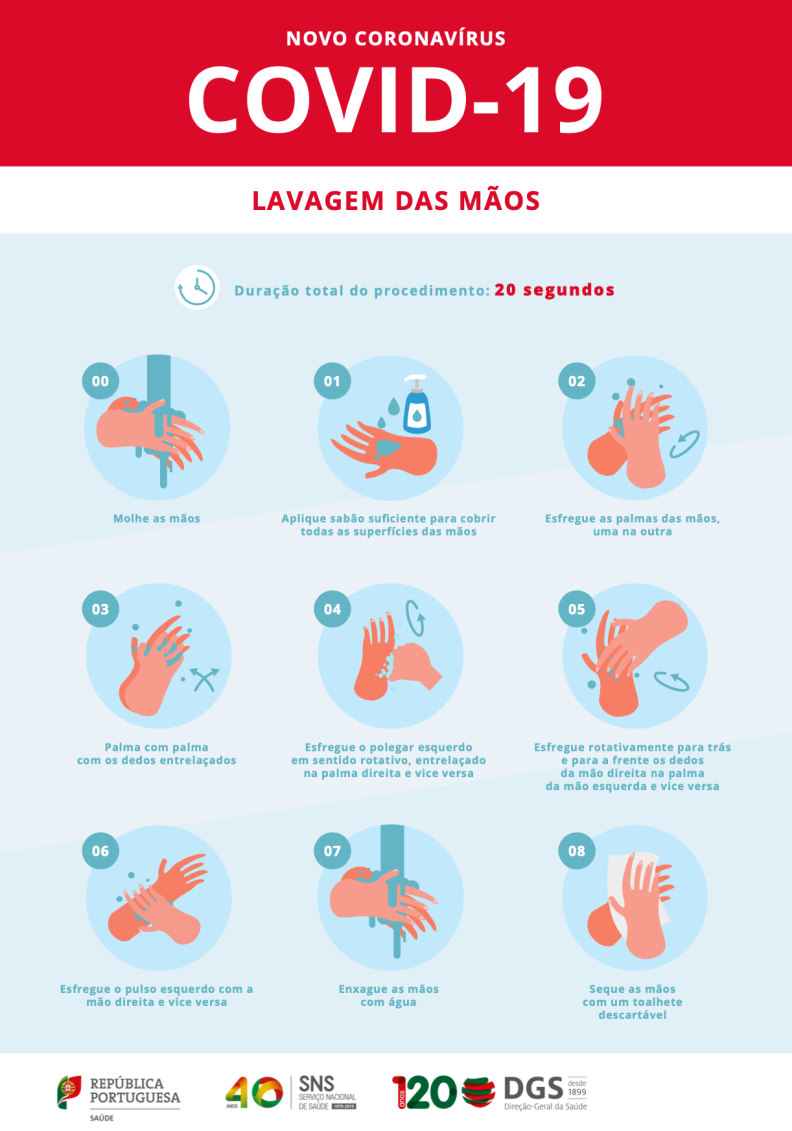 NOVO CORONAVÍRUS
COVID-19
LAVAGEM DAS MÃOS
Duração total do procedimento: 20 segundos
00
Molhe as mãos
01
Aplique sabão suficiente para cobrir
todas as superfícies das mãos
02
Esfregue as palmas das mãos,
uma na outra
03
Palma com palma
com os dedos entrelaçados
04
Esfregue o polegar esquerdo
em sentido rotativo, entrelaçado
na palma direita e vice versa
05
Esfregue rotativamente para trás
e para a frente os dedos
da mão direita na palma
da mão esquerda e vice versa
06
Esfregue o pulso esquerdo com a
mão direita e vice versa
07
Enxague as mãos
com água
08
Seque as mãos
com um toalhete
descartável
REPÚBLICA
PORTUGUESA
SAÚDE
40
ANOS
SNS
SERVIÇO NACIONAL
DE SAÚDE
120
anos
DGS
desde
1899
Direção-Geral da Saúde